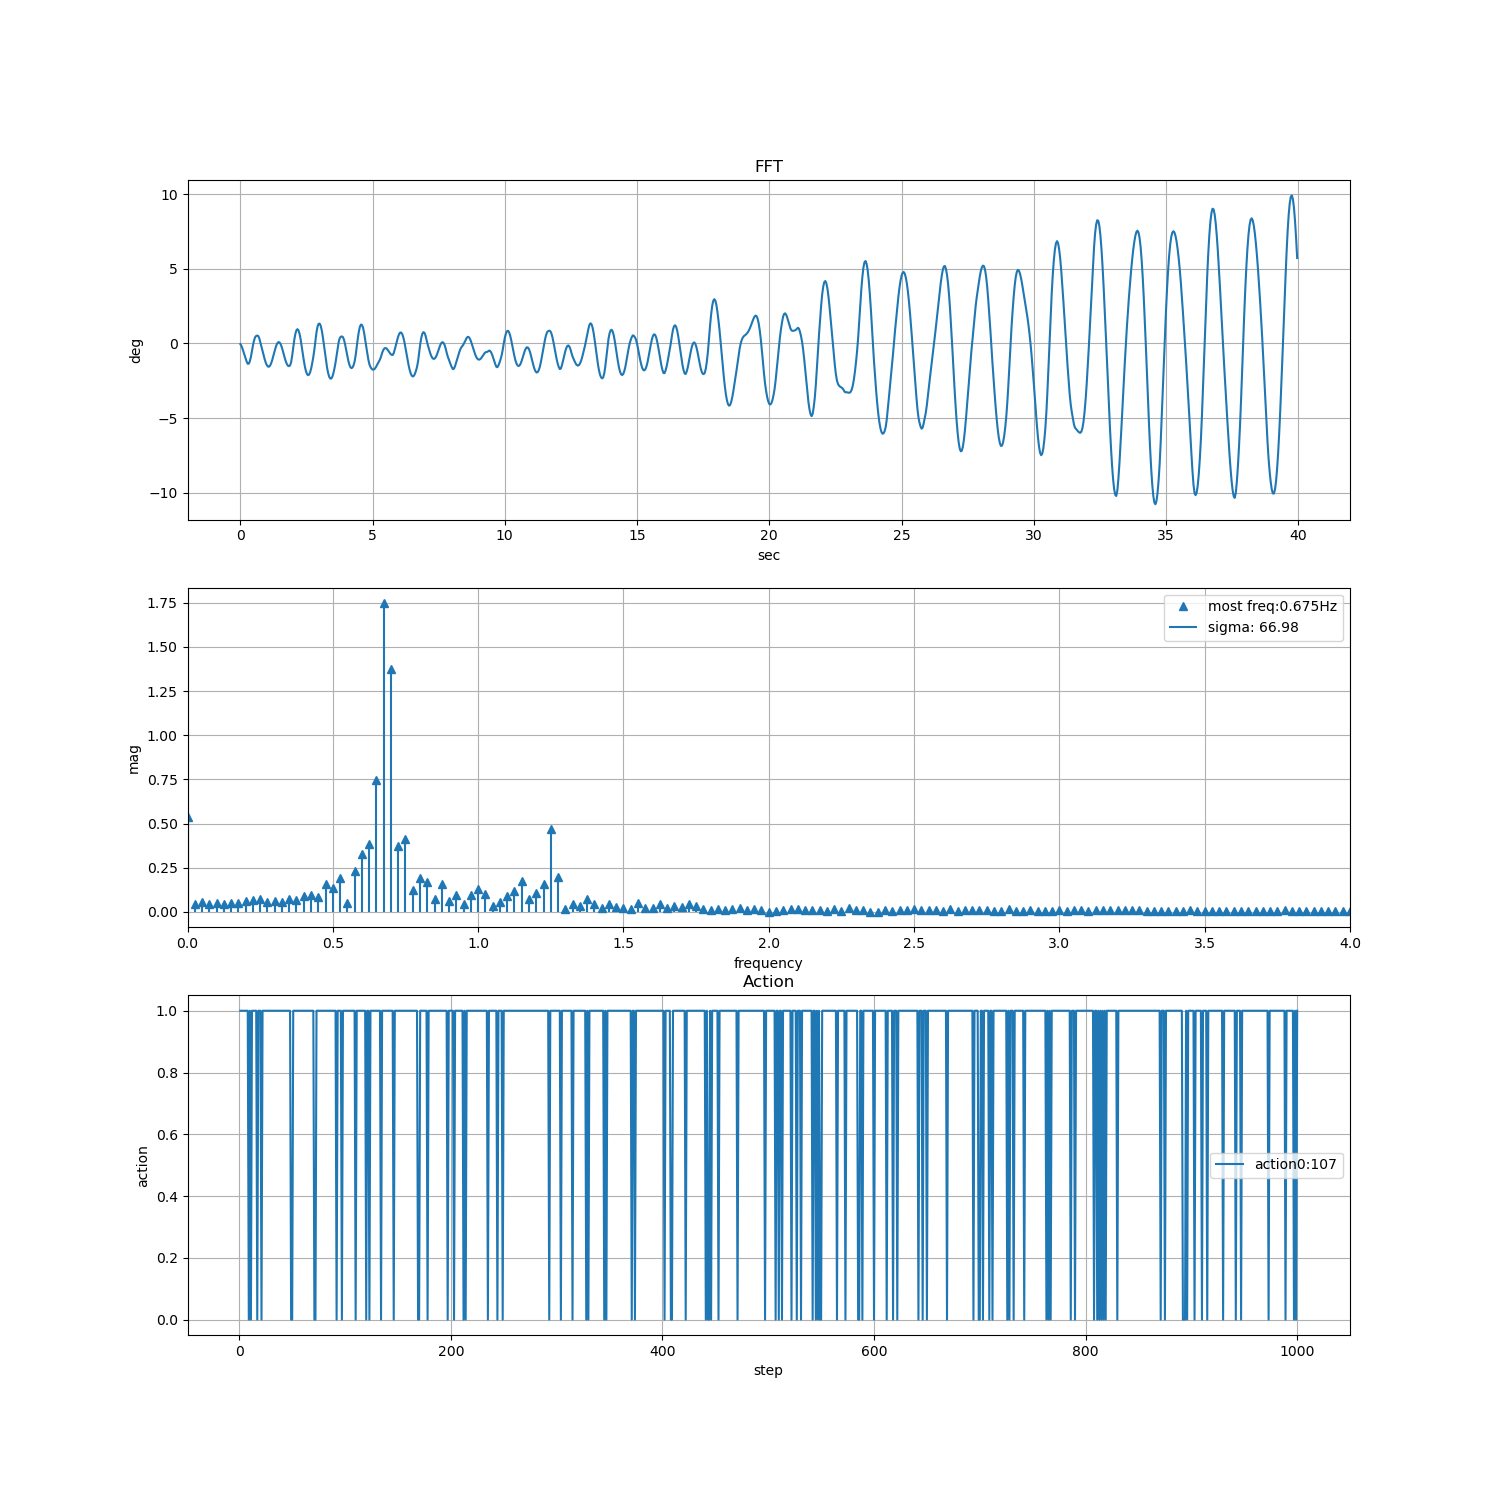 FFT
10
5
0
−5
−10
deg
0 5 10 15 20 25 30 35 40
sec
most freq:0.675Hz
sigma: 66.98
1.75
1.50
1.25
1.00
0.75
0.50
0.25
0.00
mag
0.0 0.5 1.0 1.5 2.0 2.5 3.0 3.5 4.0
frequency
Action
1.0
0.8
0.6
0.4
0.2
0.0
action
action0:107
0 200 400 600 800 1000
step